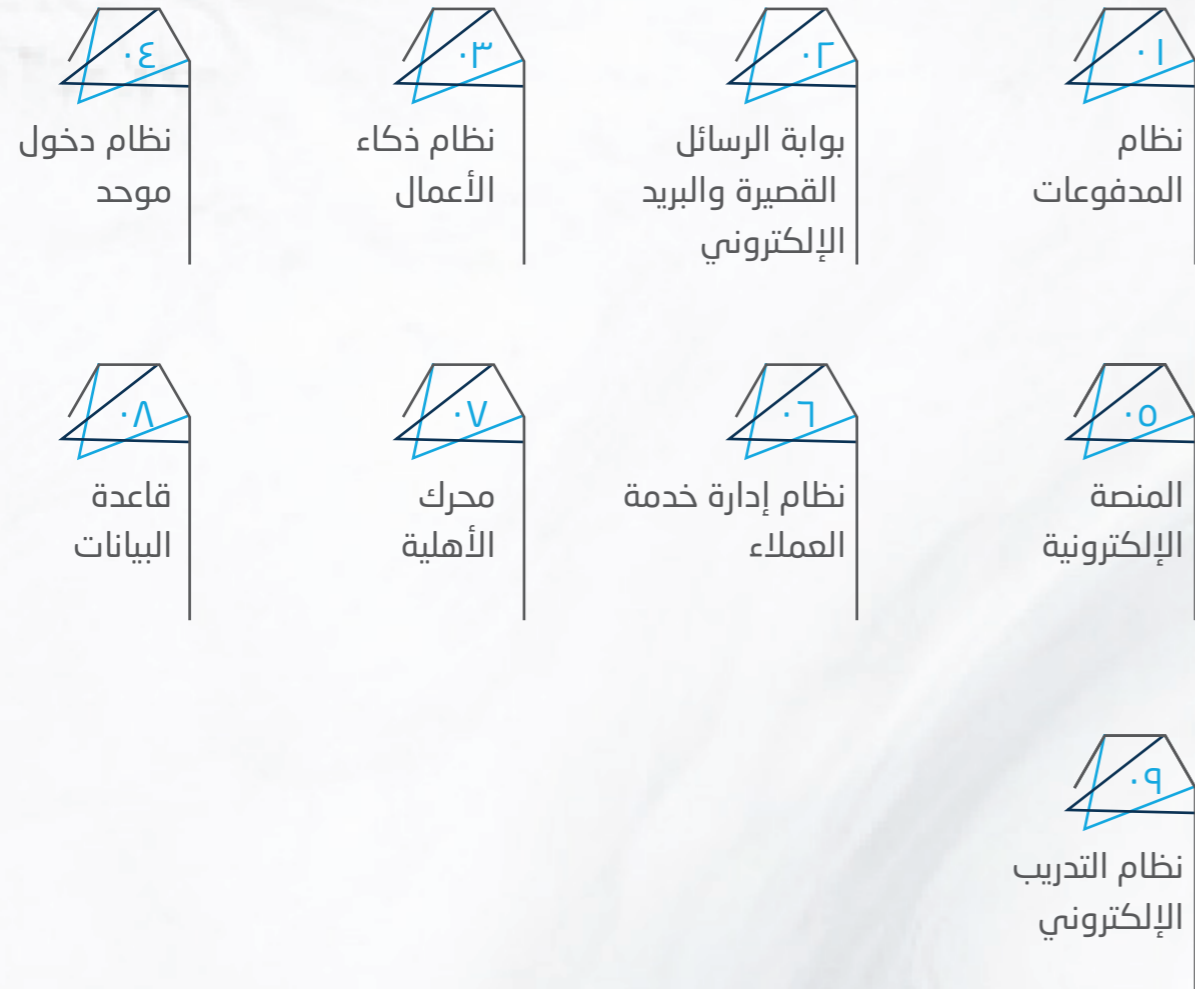 ٠١
نظام
المدفوعات
٠٢
بوابة الرسائل
القصيرة والبريد
الإلكتروني
٠٣
نظام ذكاء
الأعمال
٠٤
نظام دخول
موحد
٠٥
المنصة
الإلكترونية
٠٦
نظام إدارة خدمة
العملاء
٠٧
محرك
الأهلية
٠٨
قاعدة
البيانات
٠٩
نظام التدريب
الإلكتروني